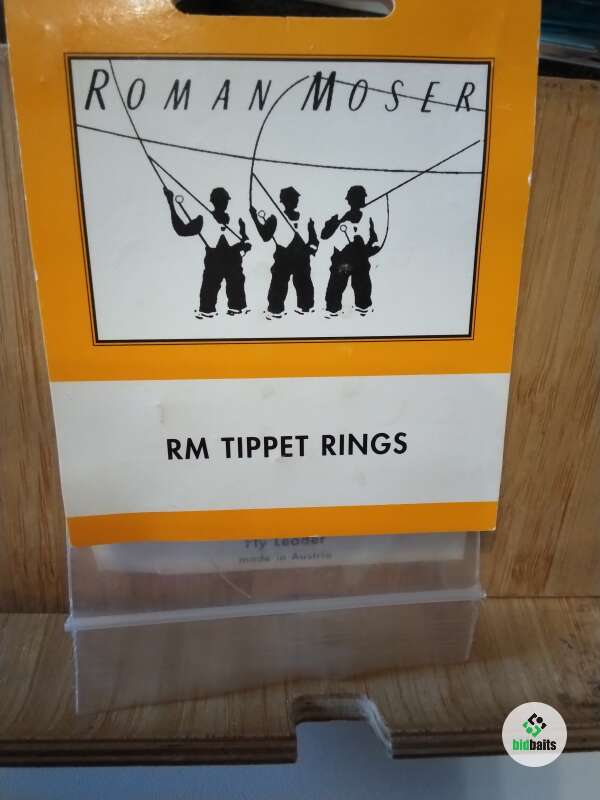 ROMAN MOSER
RM TIPPET RINGS
Fly Leader
made in Austria
bidbaits